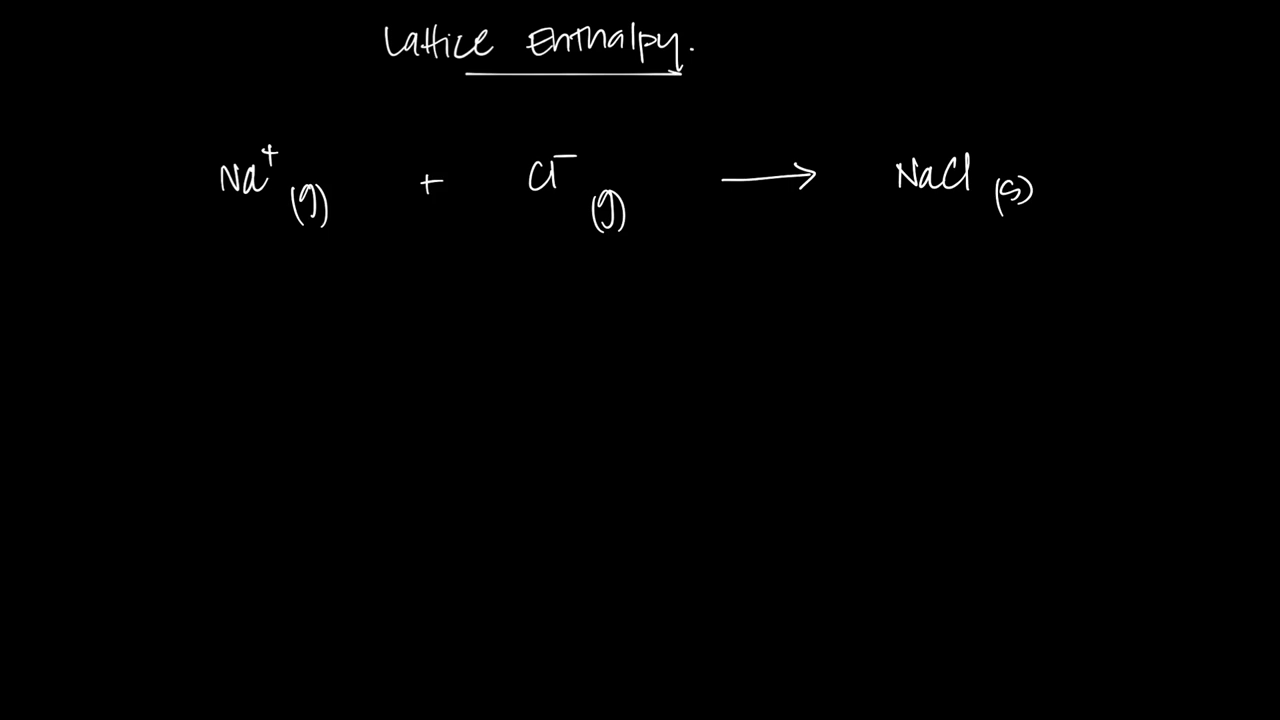 Lattice Enthalpy.
Na⁺ (g) + Cl⁻ (g) → NaCl (s)